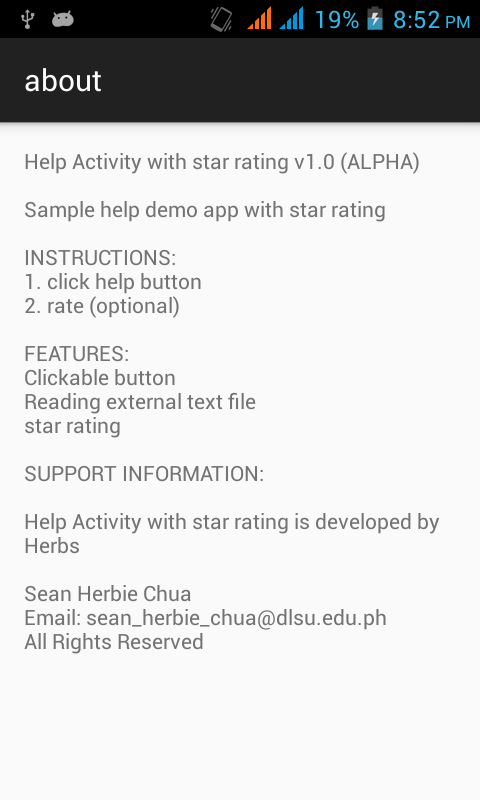 19% 8:52 PM
about
Help Activity with star rating v1.0 (ALPHA)
Sample help demo app with star rating
INSTRUCTIONS:
1. click help button
2. rate (optional)
FEATURES:
Clickable button
Reading external text file
star rating
SUPPORT INFORMATION:
Help Activity with star rating is developed by
Herbs
Sean Herbie Chua
Email: sean_herbie_chua@dlsu.edu.ph
All Rights Reserved